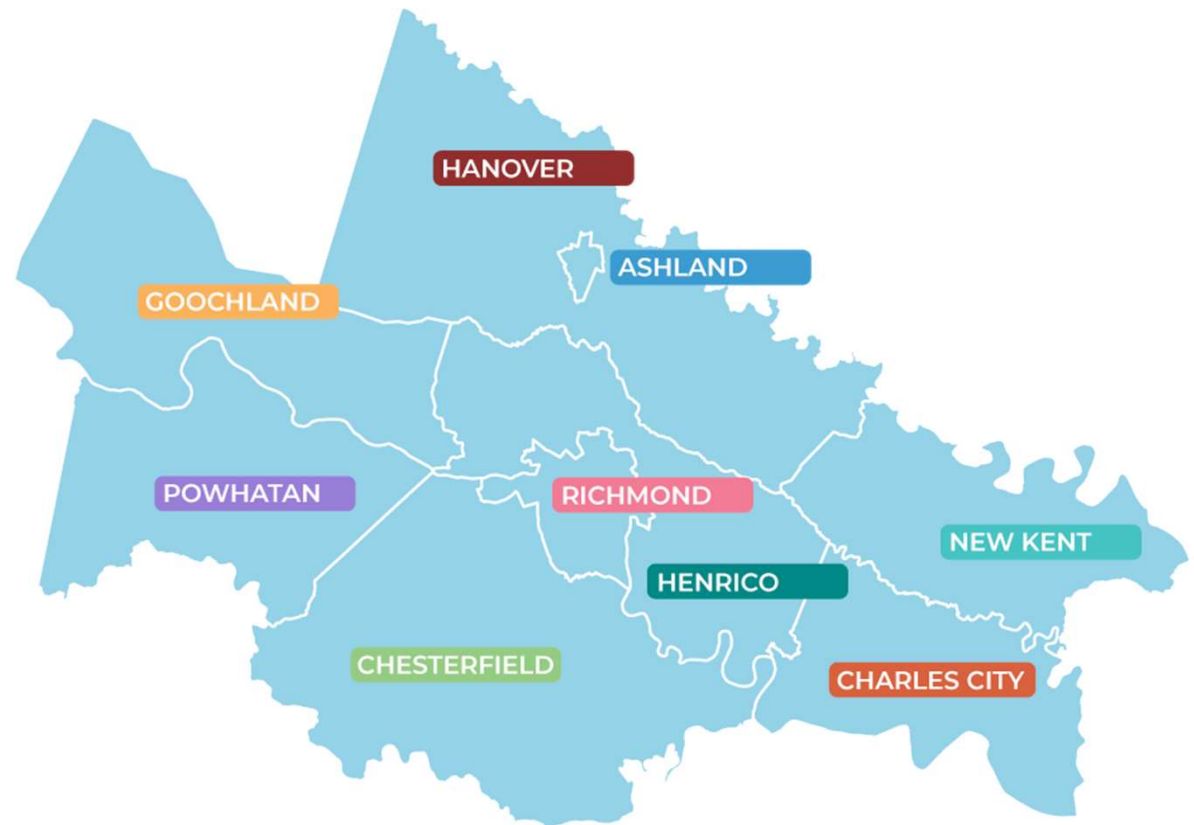 HANOVER
ASHLAND
GOOCHLAND
POWHATAN
RICHMOND
NEW KENT
HENRICO
CHESTERFIELD
CHARLES CITY